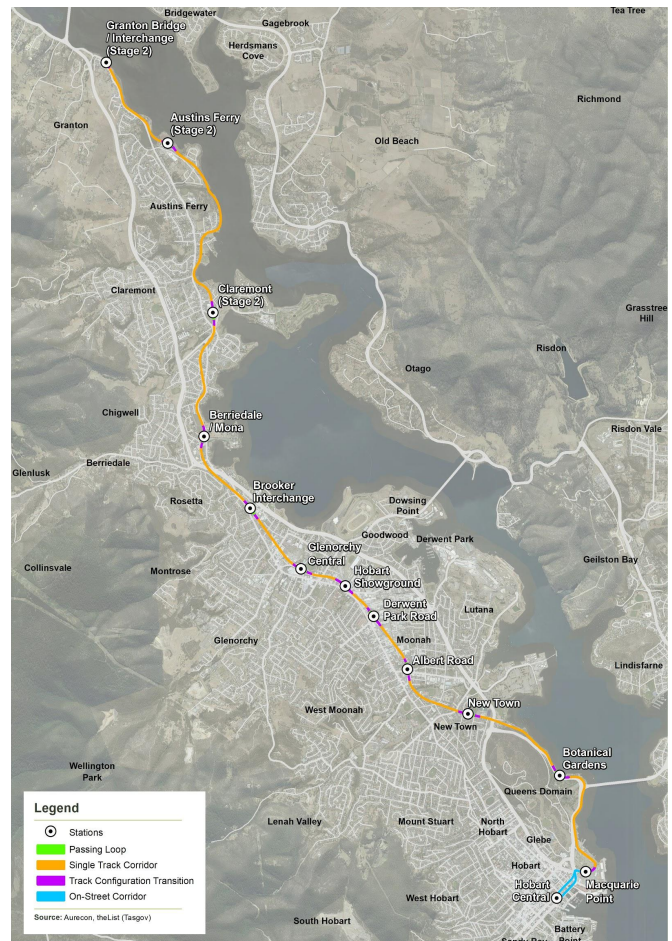 Tea Tree
Bridgewater
Gagebrook
Granton Bridge
/ Interchange
(Stage 2)
Herdsmans
Cove
Richmond
Granton
Austins Ferry
(Stage 2)
Old Beach
Austins Ferry
Claremont
Claremont
(Stage 2)
Grasstree
Hill
Risdon
Otago
Chigwell
Berriedale
/ Mona
Risdon Vale
Berriedale
Glenlusk
Brooker
Interchange
Rosetta
Dowsing
Point
Goodwood
Derwent Park
Glenorchy
Central
Geilston Bay
Collinsvale
Montrose
Hobart
Showground
Derwent
Park Road
Lutana
Glenorchy
Moonah
Albert Road
Lindisfarne
West Moonah
New Town
New Town
Botanical
Gardens
Wellington
Park
Queens Domain
Lenah Valley
Mount Stuart
North
Hobart
Glebe
Hobart
Hobart
Central
Macquarie
Point
West Hobart
South Hobart
Battery
Point
Sandy Bay
Legend
Stations
Passing Loop
Single Track Corridor
Track Configuration Transition
On-Street Corridor
Source: Aurecon, theList (Tasgov)